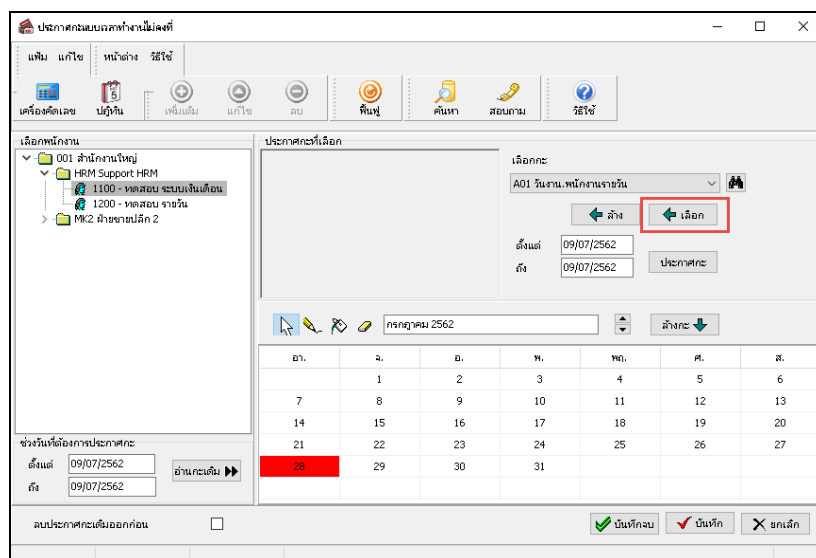 ประกาศกะแบบเวลาทำงานไม่คงที่
แฟ้ม แก้ไข หน้าต่าง วิธีใช้
เครื่องคิดเลข ปฏิทิน เพิ่มเติม แก้ไข ลบ ฟื้นฟู ค้นหา สอบถาม วิธีใช้
เลือกพนักงาน
001 สำนักงานใหญ่
HRM Support HRM
1100 - ทดสอบ ระบบเงินเดือน
1200 - ทดสอบ รายวัน
MK2 ฝ่ายขายปลีก 2
ช่วงวันที่ต้องการประกาศกะ
ตั้งแต่ 09/07/2562
อ่านกะเดิม
ถึง 09/07/2562
ประกาศกะที่เลือก
เลือกกะ
A01 วันงาน.พนักงานรายวัน
ล้าง เลือก
ตั้งแต่ 09/07/2562
ถึง 09/07/2562
ประกาศกะ
กรกฎาคม 2562 ล้างกะ
อา. จ. อ. พ. พฤ. ศ. ส.
1 2 3 4 5 6
7 8 9 10 11 12 13
14 15 16 17 18 19 20
21 22 23 24 25 26 27
28 29 30 31
ลบประกาศกะเดิมออกก่อน
บันทึกจบ บันทึก ยกเลิก